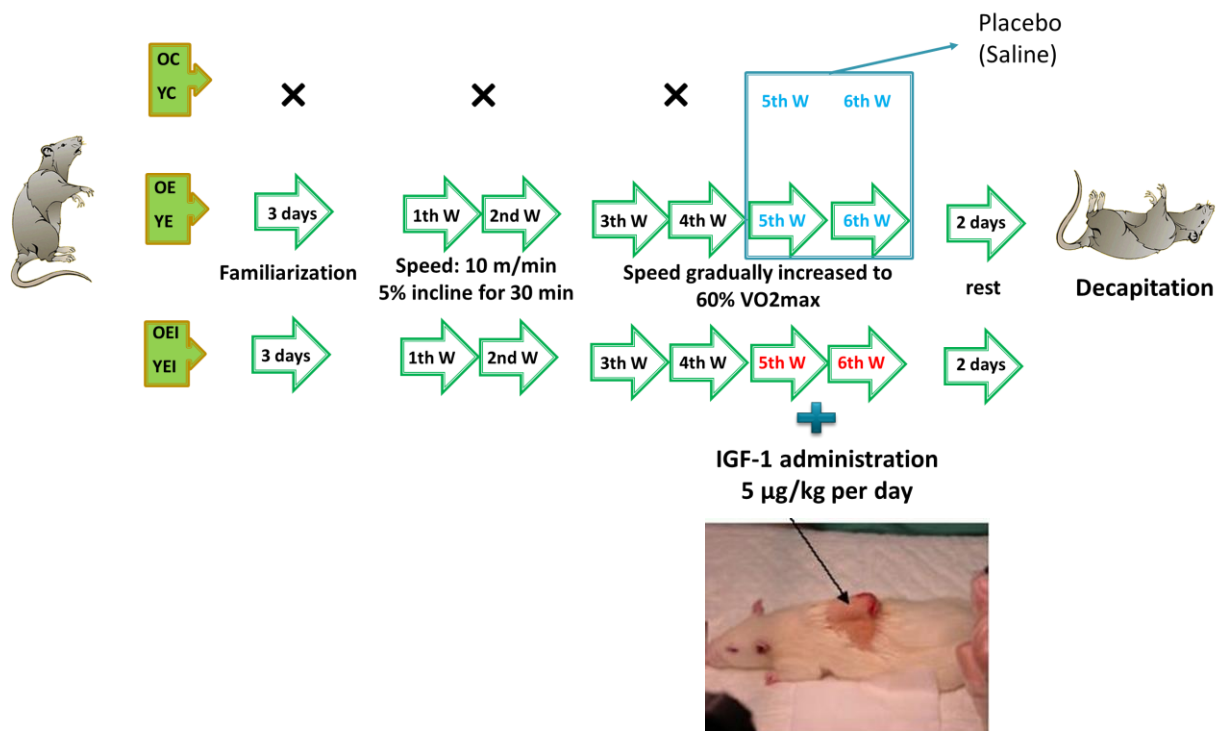 Placebo
(Saline)
OC
YC
5th W
6th W
OE
YE
3 days
1th W
2nd W
3th W
4th W
5th W
6th W
2 days
Familiarization
Speed: 10 m/min
5% incline for 30 min
Speed gradually increased to
60% VO2max
rest
Decapitation
OEI
YEI
3 days
1th W
2nd W
3th W
4th W
5th W
6th W
2 days
IGF-1 administration
5 µg/kg per day